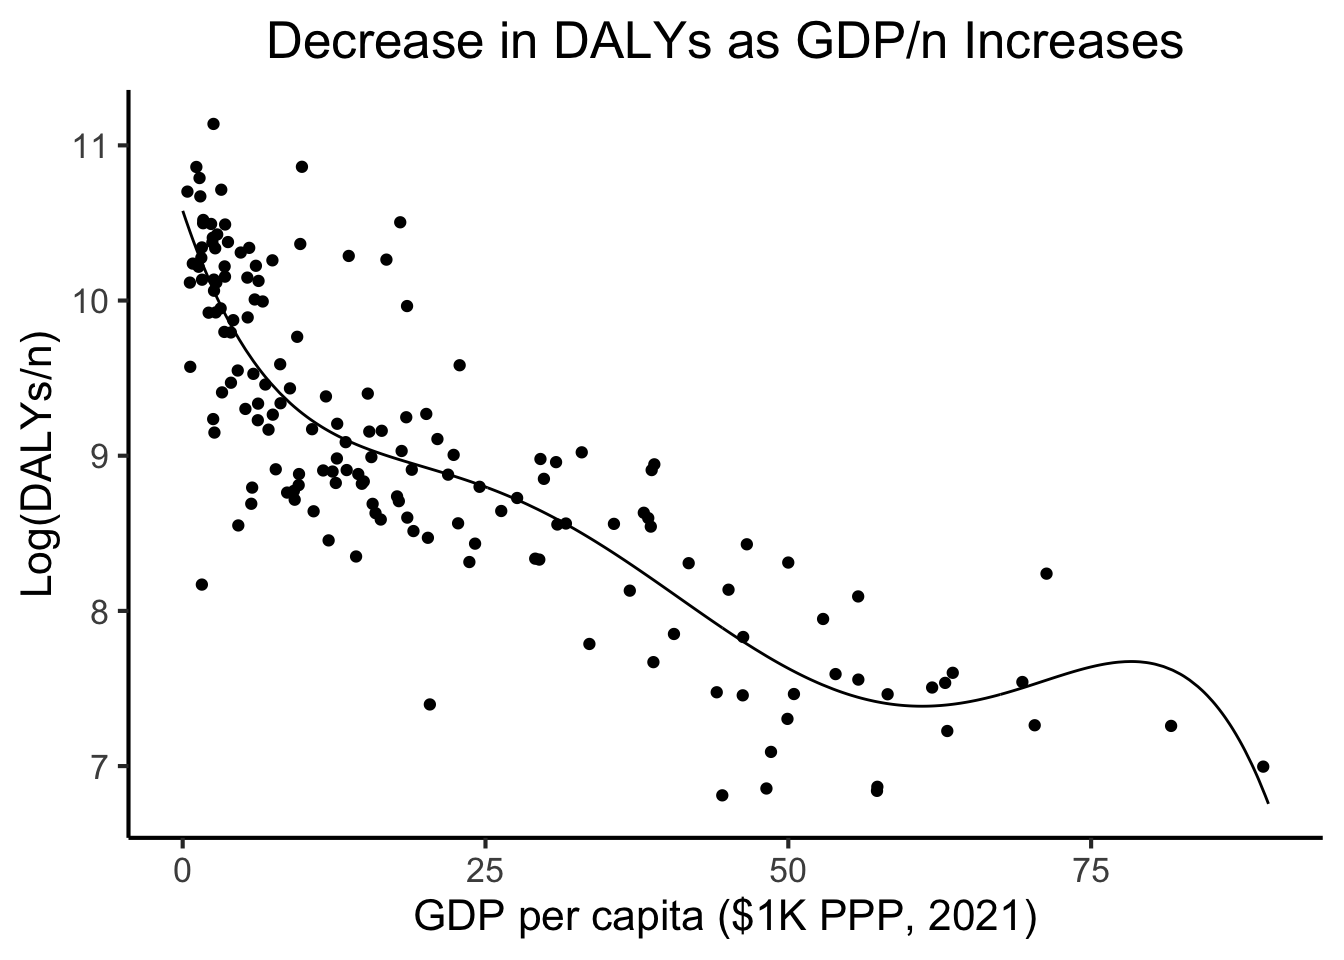 Decrease in DALYs as GDP/n Increases
Log(DALYs/n)
11
10
9
8
7
0 25 50 75
GDP per capita ($1K PPP, 2021)